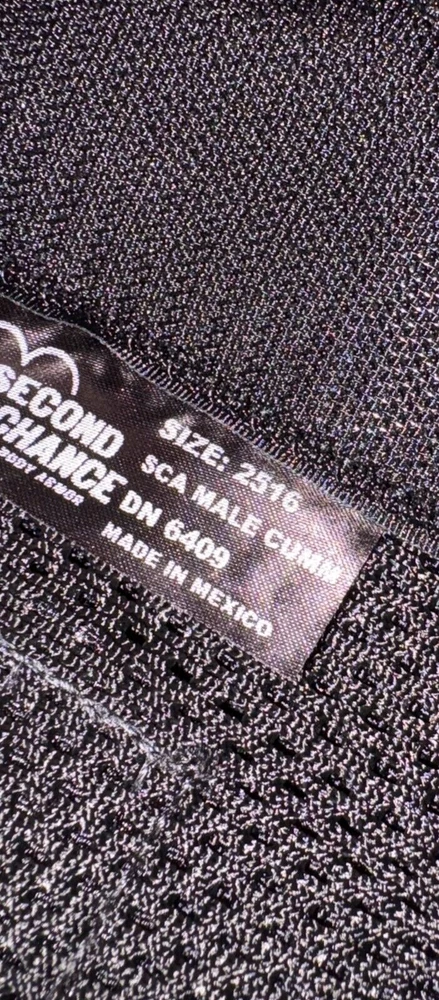 SECOND
CHANCE
BODY ARMOR
SIZE: 2516
SCA MALE CUMM
DN 6409
MADE IN MEXICO